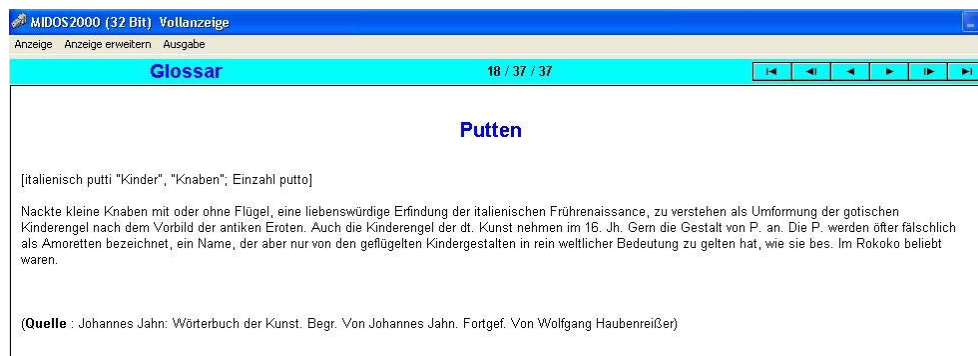 MIDOS2000 (32 Bit) Vollanzeige
Anzeige Anzeige erweitern Ausgabe
Glossar 18 / 37 / 37
Putten
[italienisch putti "Kinder", "Knaben"; Einzahl putto]
Nackte kleine Knaben mit oder ohne Flügel, eine liebenswürdige Erfindung der italienischen Frührenaissance, zu verstehen als Umformung der gotischen
Kinderengel nach dem Vorbild der antiken Eroten. Auch die Kinderengel der dt. Kunst nehmen im 16. Jh. Gern die Gestalt von P. an. Die P. werden öfter fälschlich
als Amoretten bezeichnet, ein Name, der aber nur von den geflügelten Kindergestalten in rein weltlicher Bedeutung zu gelten hat, wie sie bes. Im Rokoko beliebt
waren.
(Quelle : Johannes Jahn: Wörterbuch der Kunst. Begr. Von Johannes Jahn. Fortgef. Von Wolfgang Haubenreißer)